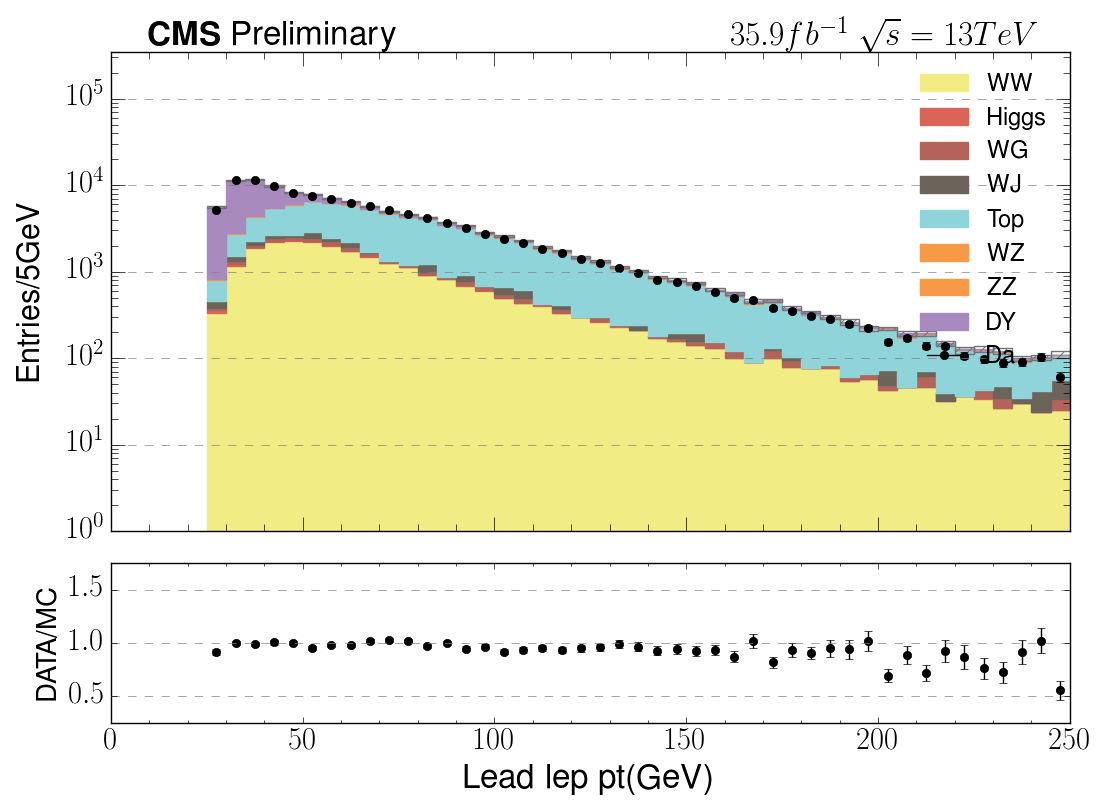 CMS Preliminary 35.9fb⁻¹ √s = 13TeV
Entries/5GeV
10⁵
10⁴
10³
10²
10¹
10⁰
WW
Higgs
WG
WJ
Top
WZ
ZZ
DY
Da
DATA/MC
1.5
1.0
0.5
0 50 100 150 200 250
Lead lep pt(GeV)